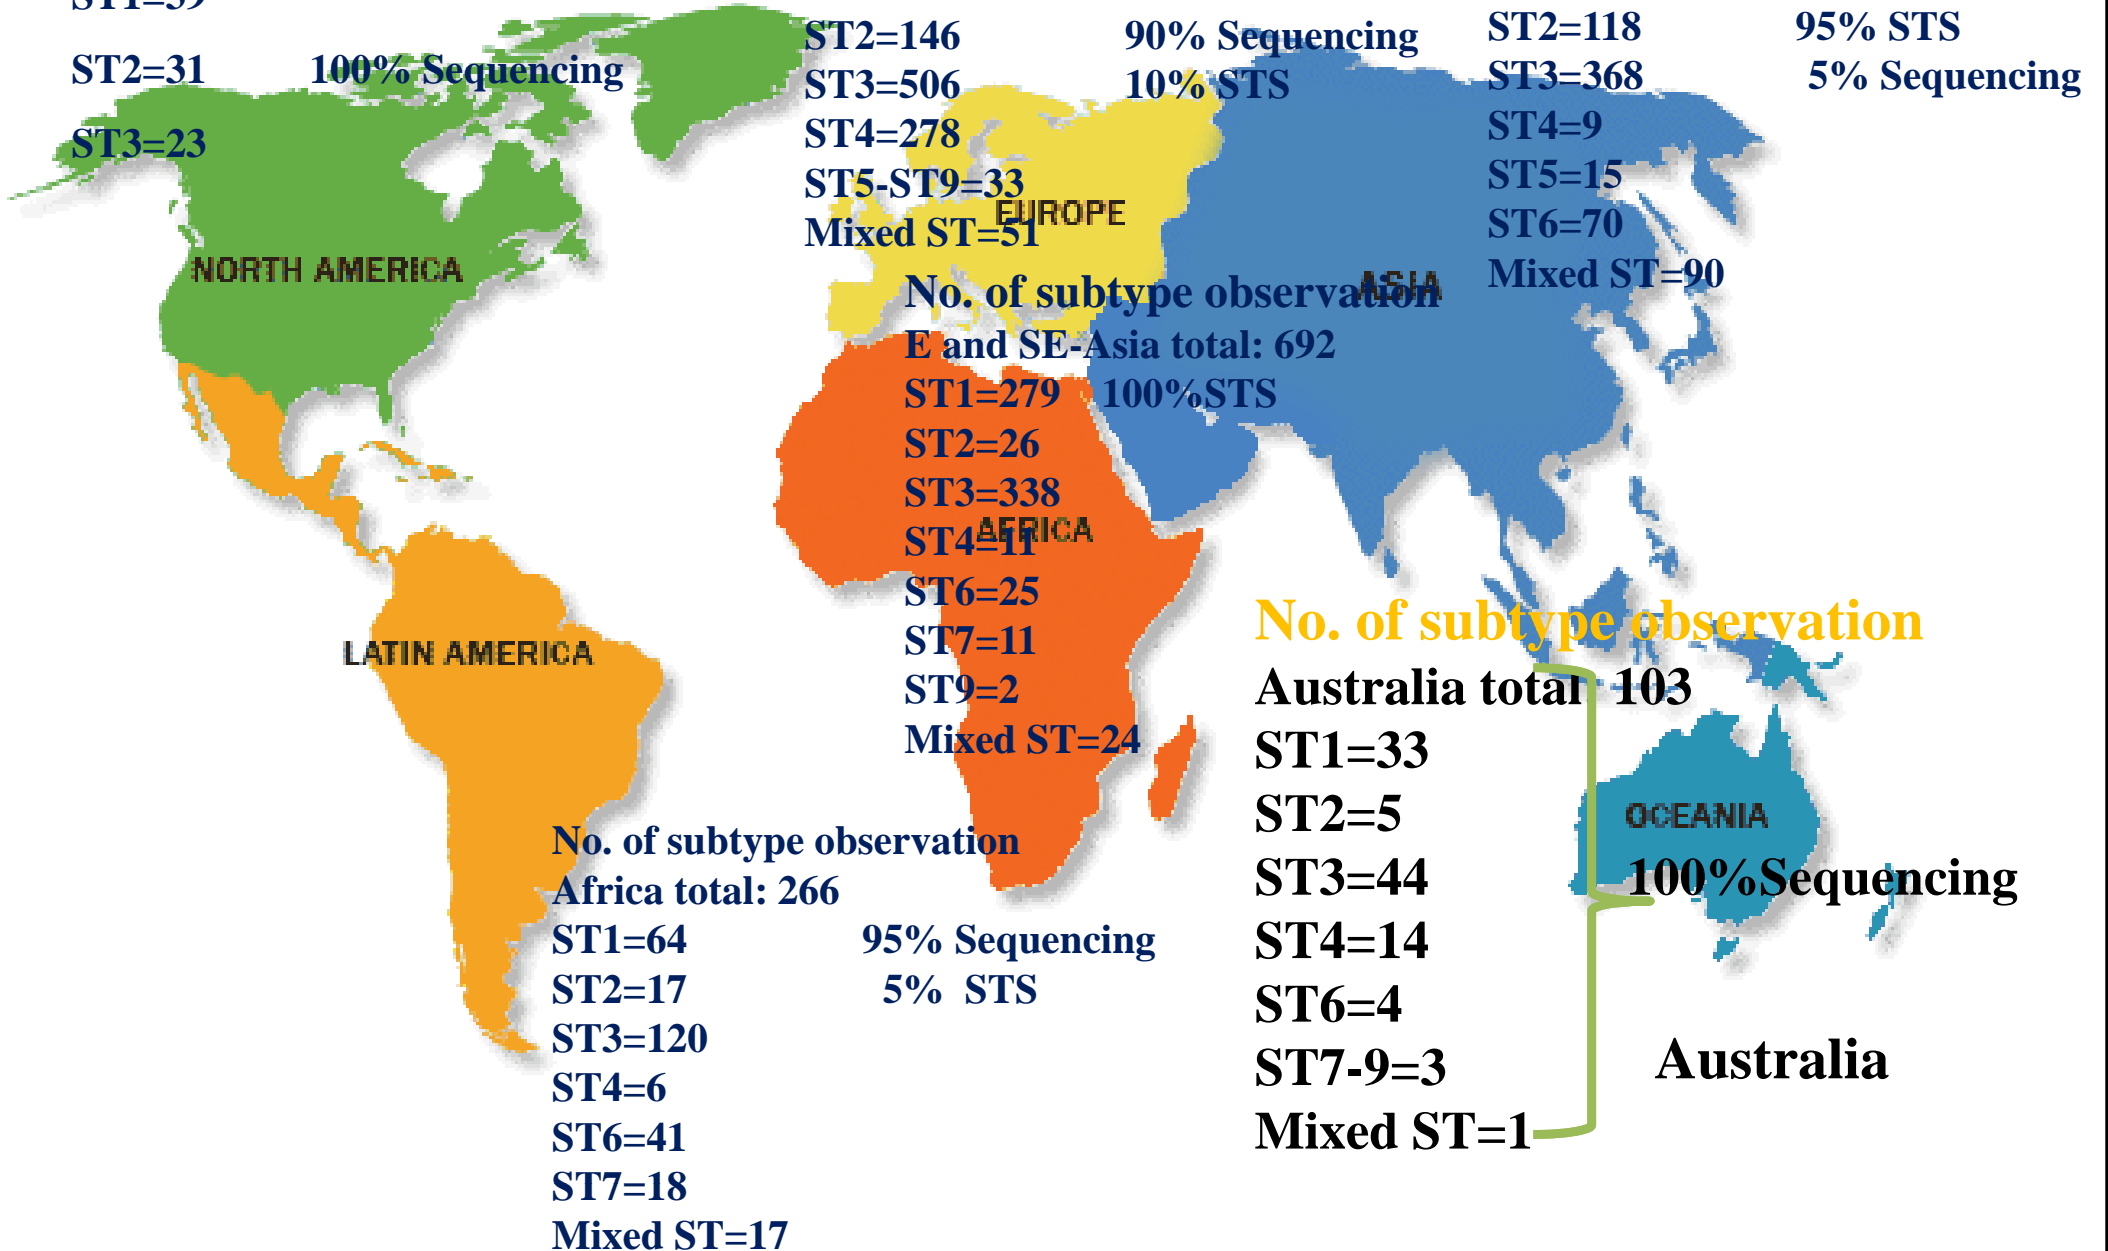 ST1=39
ST2=31 100% Sequencing
ST3=23
ST2=146 90% Sequencing
ST3=506 10% STS
ST4=278
ST5-ST9=33
Mixed ST=51
ST2=118 95% STS
ST3=368 5% Sequencing
ST4=9
ST5=15
ST6=70
Mixed ST=90
NORTH AMERICA
EUROPE
ASIA
No. of subtype observation
E and SE-Asia total: 692
ST1=279 100%STS
ST2=26
ST3=338
ST4=11
ST6=25
ST7=11
ST9=2
Mixed ST=24
AFRICA
LATIN AMERICA
No. of subtype observation
Africa total: 266
ST1=64 95% Sequencing
ST2=17 5% STS
ST3=120
ST4=6
ST6=41
ST7=18
Mixed ST=17
No. of subtype observation
Australia total: 103
ST1=33
ST2=5
ST3=44
ST4=14
ST6=4
ST7-9=3
Mixed ST=1
OCEANIA
100%Sequencing
Australia